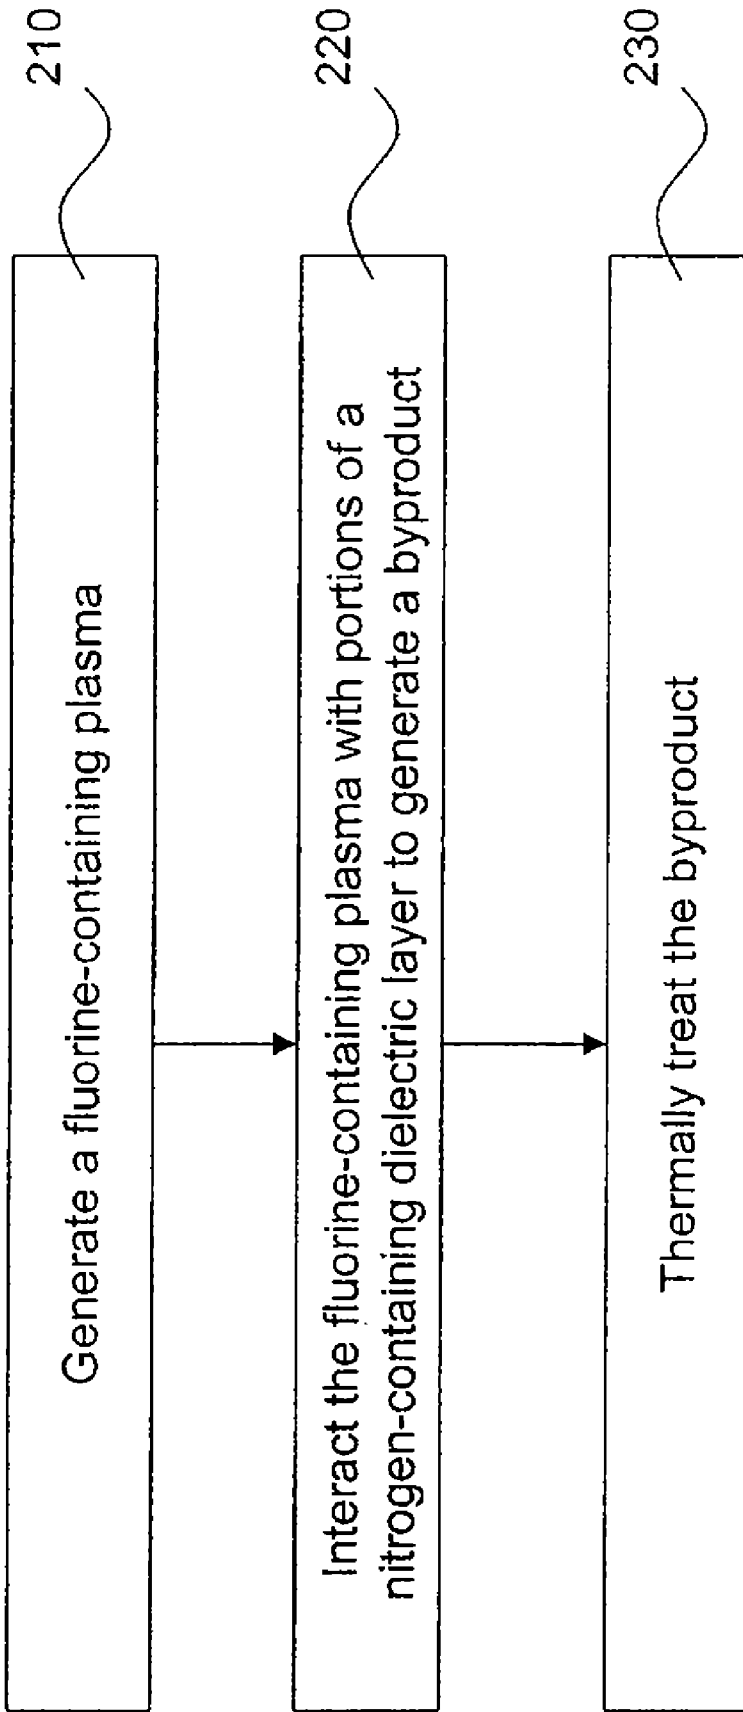 Generate a fluorine-containing plasma
210
Interact the fluorine-containing plasma with portions of a
nitrogen-containing dielectric layer to generate a byproduct
220
Thermally treat the byproduct
230